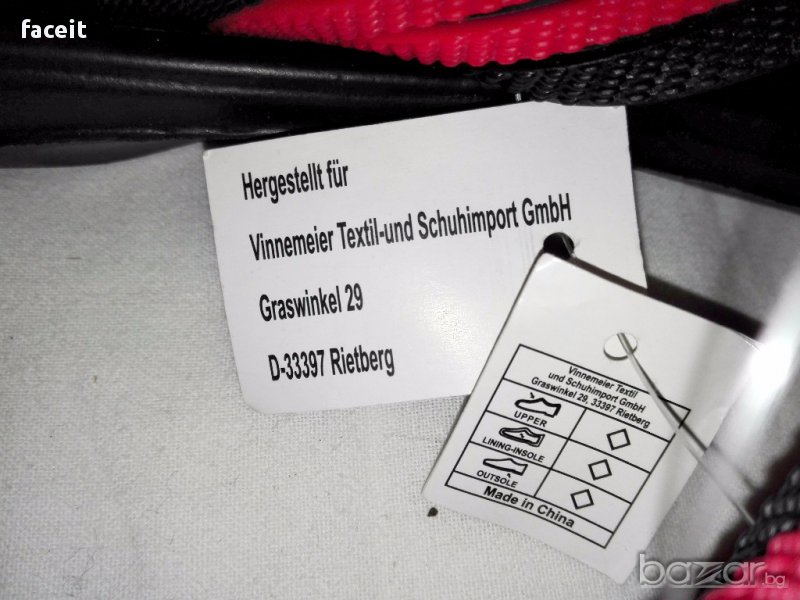 faceit
Hergestellt für
Vinnemeier Textil-und Schuhimport GmbH
Graswinkel 29
D-33397 Rietberg
Vinnemeier Textil
und Schuhimport GmbH
Graswinkel 29, 33397 Rietberg
UPPER
LINING-INSOLE
OUTSOLE
Made in China
bazar.bg